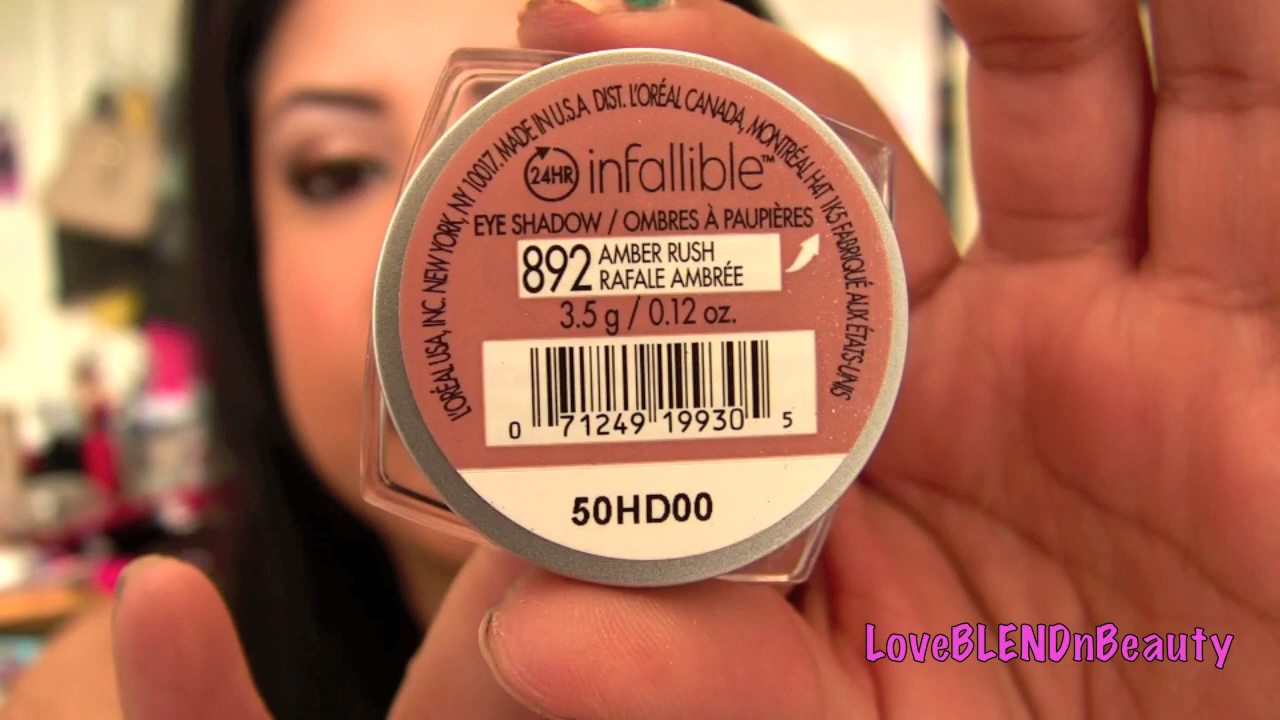 L'ORÉAL USA, INC. NEW YORK, NY 10017. MADE IN U.S.A. DIST. L'ORÉAL CANADA, MONTRÉAL H4T 1K5 FABRIQUÉ AUX ÉTATS-UNIS
24HR infallible™
EYE SHADOW / OMBRES À PAUPIÈRES
892 AMBER RUSH
RAFALE AMBRÉE
3.5 g / 0.12 oz.
0 71249 19930 5
50HD00
LoveBLENDnBeauty